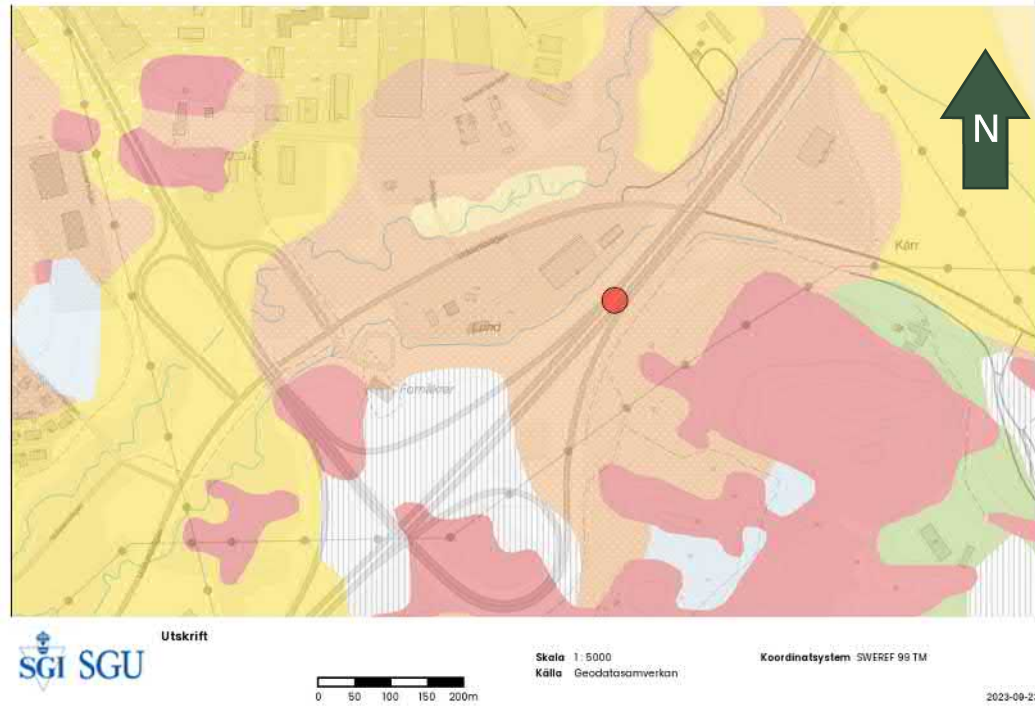 N
Kärr
Lund
Fornåkrar
SGI SGU
Utskrift
0 50 100 150 200m
Skala 1:5000
Källa Geodatasamverkan
Koordinatsystem SWEREF 99 TM